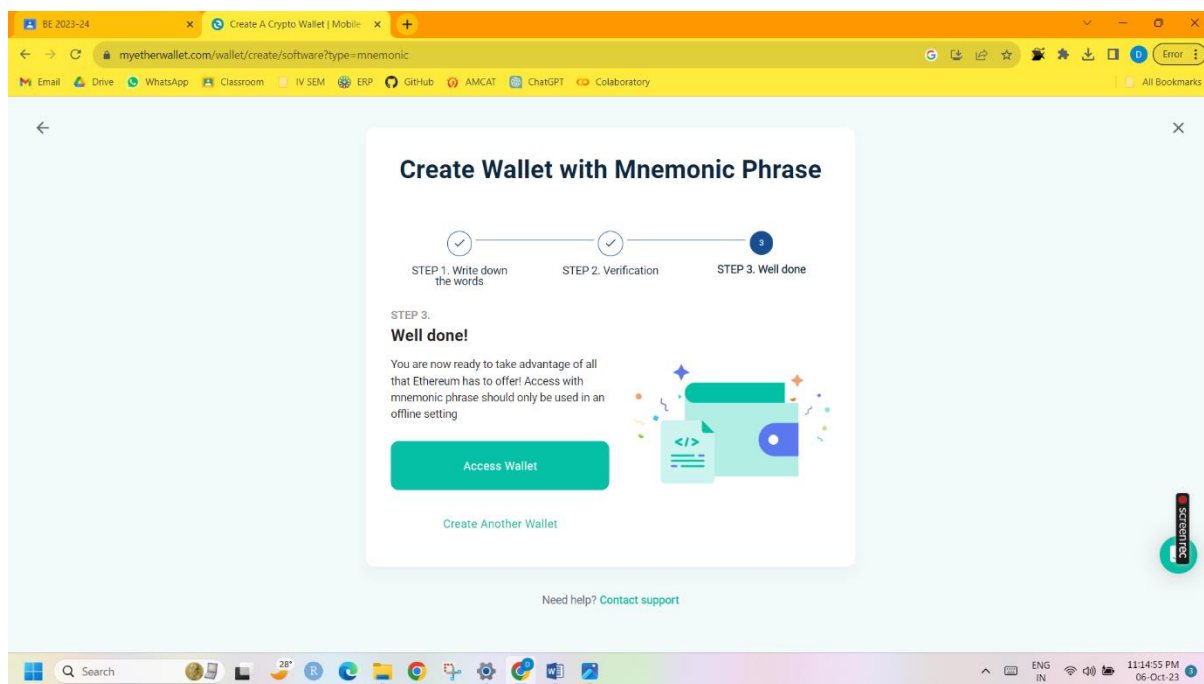 BE 2023-24
Create A Crypto Wallet | Mobile
myetherwallet.com/wallet/create/software?type=mnemonic
G
D
Error
Email
Drive
WhatsApp
Classroom
IV SEM
ERP
GitHub
AMCAT
ChatGPT
Colaboratory
All Bookmarks
Create Wallet with Mnemonic Phrase
3
STEP 1. Write down
the words
STEP 2. Verification
STEP 3. Well done
STEP 3.
Well done!
You are now ready to take advantage of all
that Ethereum has to offer! Access with
mnemonic phrase should only be used in an
offline setting
</>
Access Wallet
Create Another Wallet
screenrec
Need help? Contact support
Search
28°
R
ENG
IN
11:14:55 PM
06-Oct-23
3